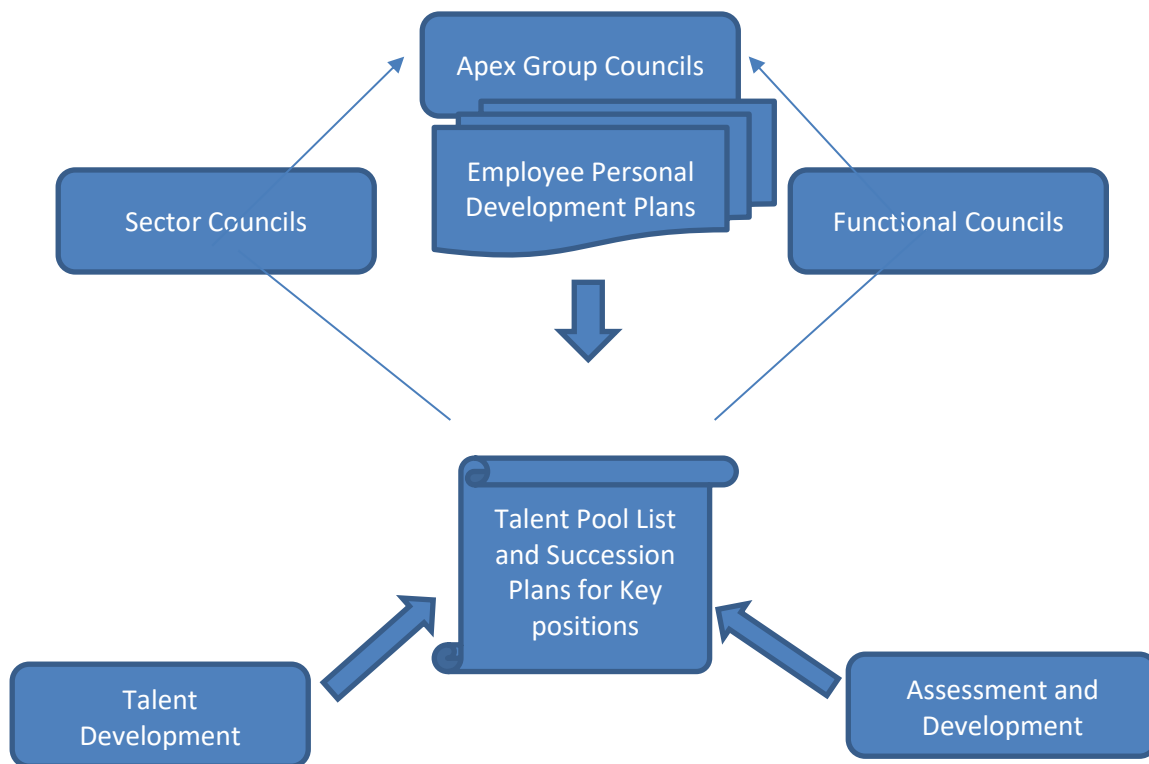 Apex Group Councils
Employee Personal
Development Plans
Sector Councils
Functional Councils
Talent Pool List
and Succession
Plans for Key
positions
Talent
Development
Assessment and
Development